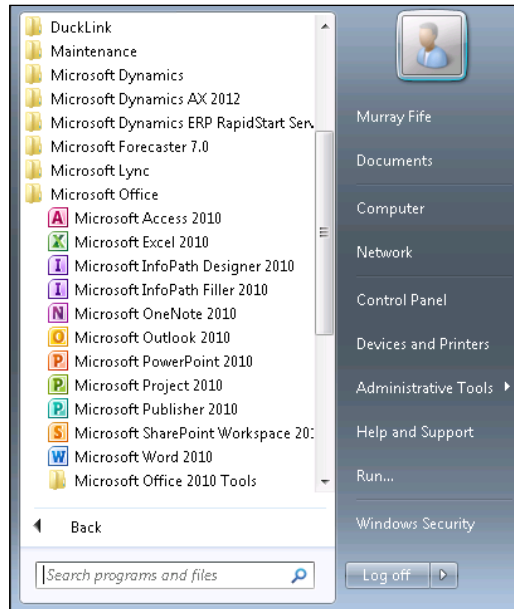 DuckLink
Maintenance
Microsoft Dynamics
Microsoft Dynamics AX 2012
Microsoft Dynamics ERP RapidStart Serv
Microsoft Forecaster 7.0
Microsoft Lync
Microsoft Office
Microsoft Access 2010
Microsoft Excel 2010
Microsoft InfoPath Designer 2010
Microsoft InfoPath Filler 2010
Microsoft OneNote 2010
Microsoft Outlook 2010
Microsoft PowerPoint 2010
Microsoft Project 2010
Microsoft Publisher 2010
Microsoft SharePoint Workspace 201
Microsoft Word 2010
Microsoft Office 2010 Tools
Back
Search programs and files
Murray Fife
Documents
Computer
Network
Control Panel
Devices and Printers
Administrative Tools
Help and Support
Run...
Windows Security
Log off